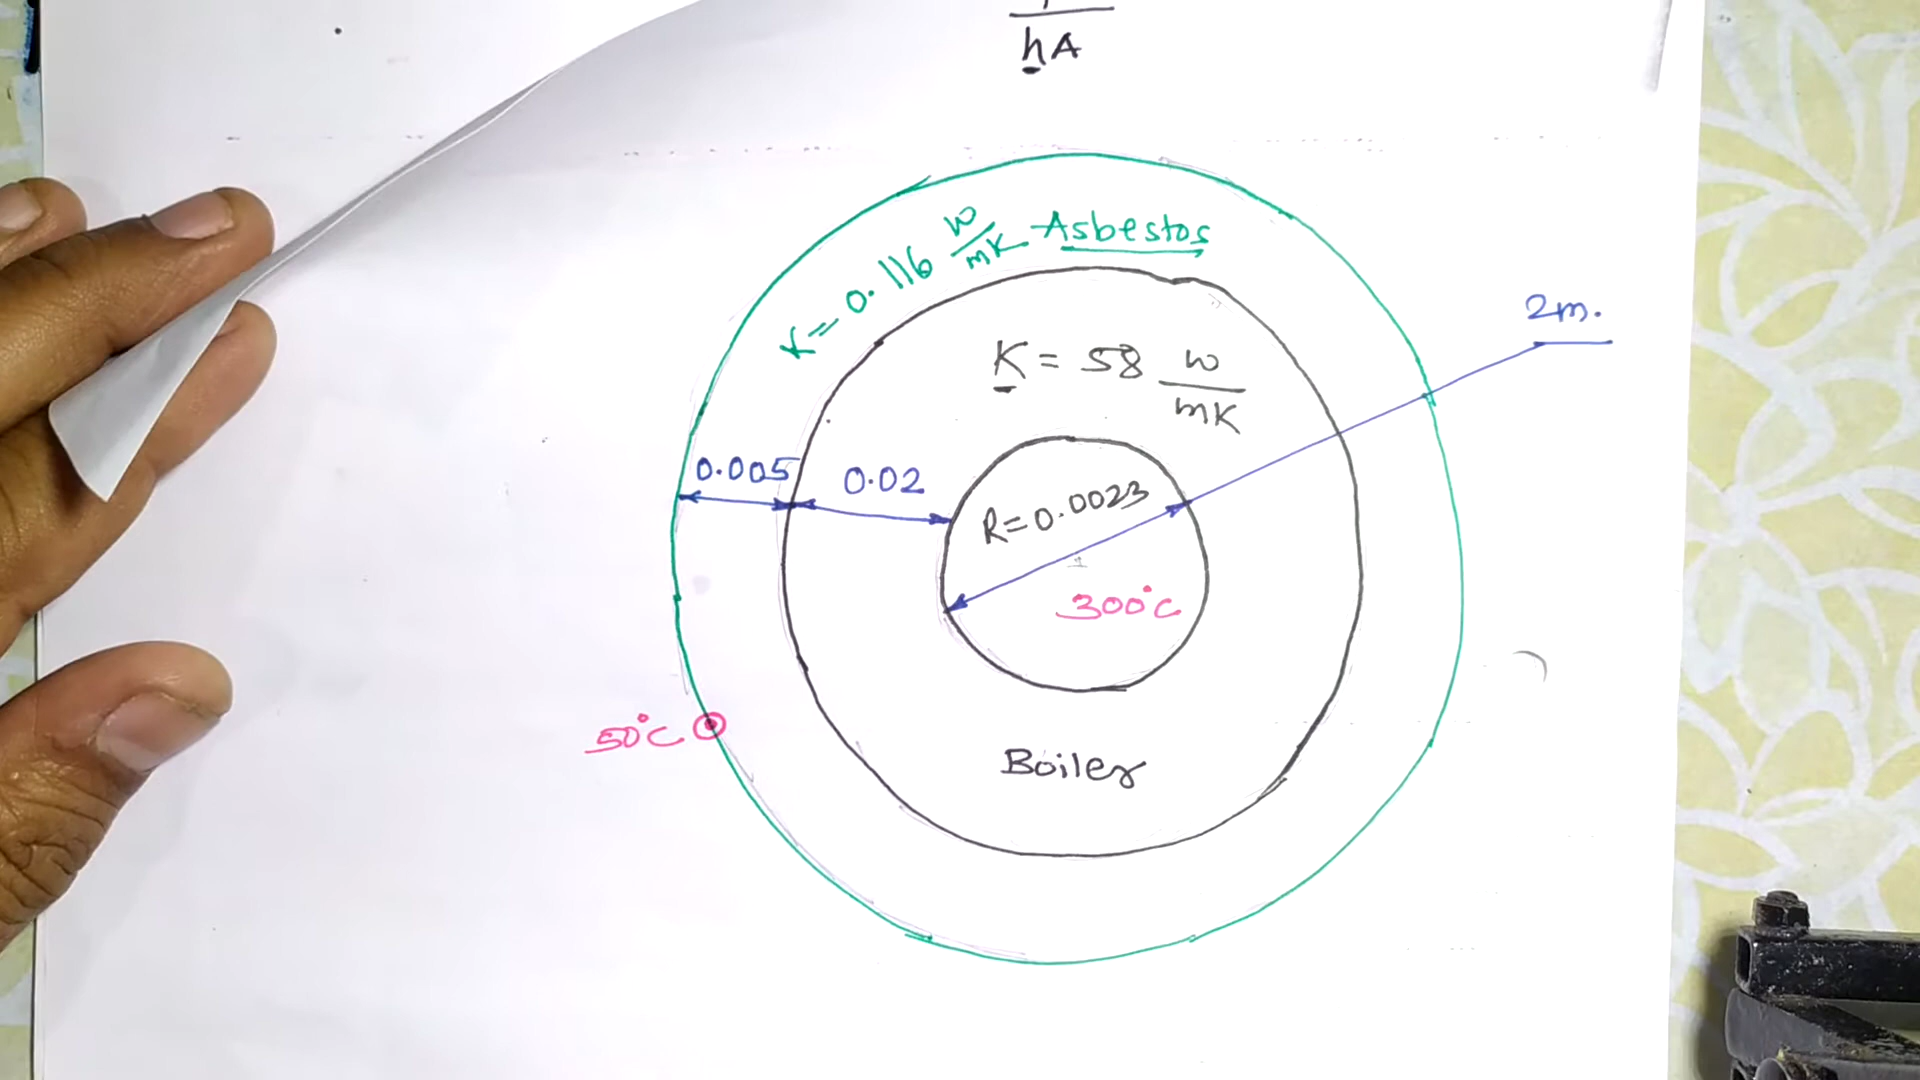 hA
K = 0.116 W/mK Asbestos
2m.
K = 58 W/mK
0.005
0.02
R = 0.0023
300°C
50°C
Boiler